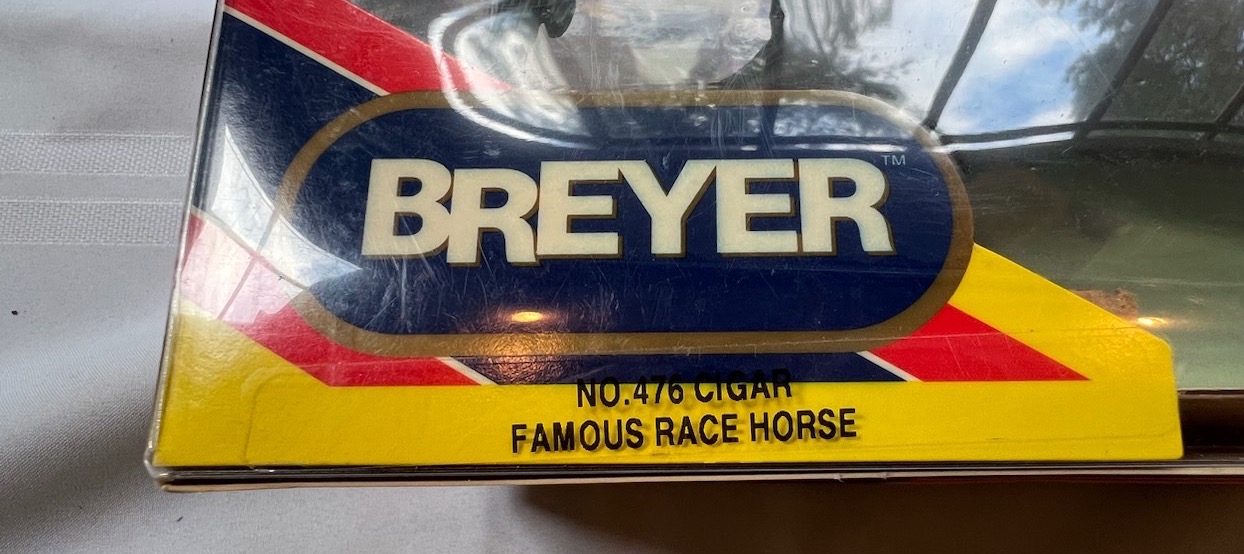 BREYER™
NO.476 CIGAR
FAMOUS RACE HORSE